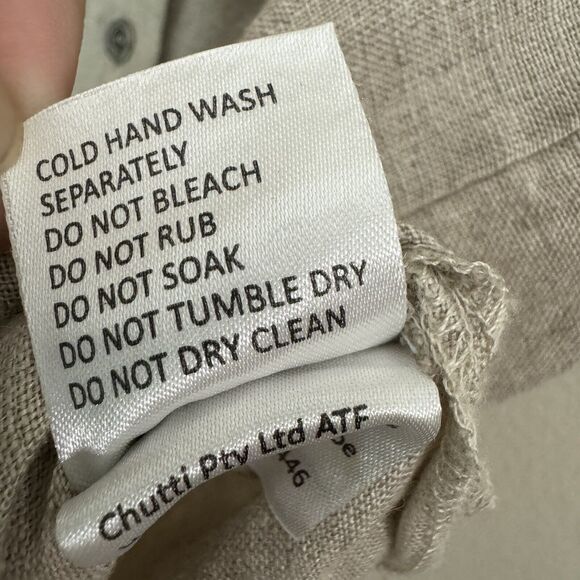 COLD HAND WASH
SEPARATELY
DO NOT BLEACH
DO NOT RUB
DO NOT SOAK
DO NOT TUMBLE DRY
DO NOT DRY CLEAN
Chutti Pty Ltd ATF